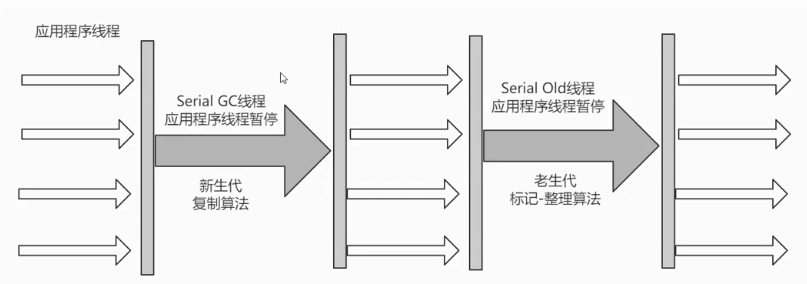 应用程序线程
Serial GC线程
应用程序线程暂停
新生代
复制算法
Serial Old线程
应用程序线程暂停
老生代
标记-整理算法